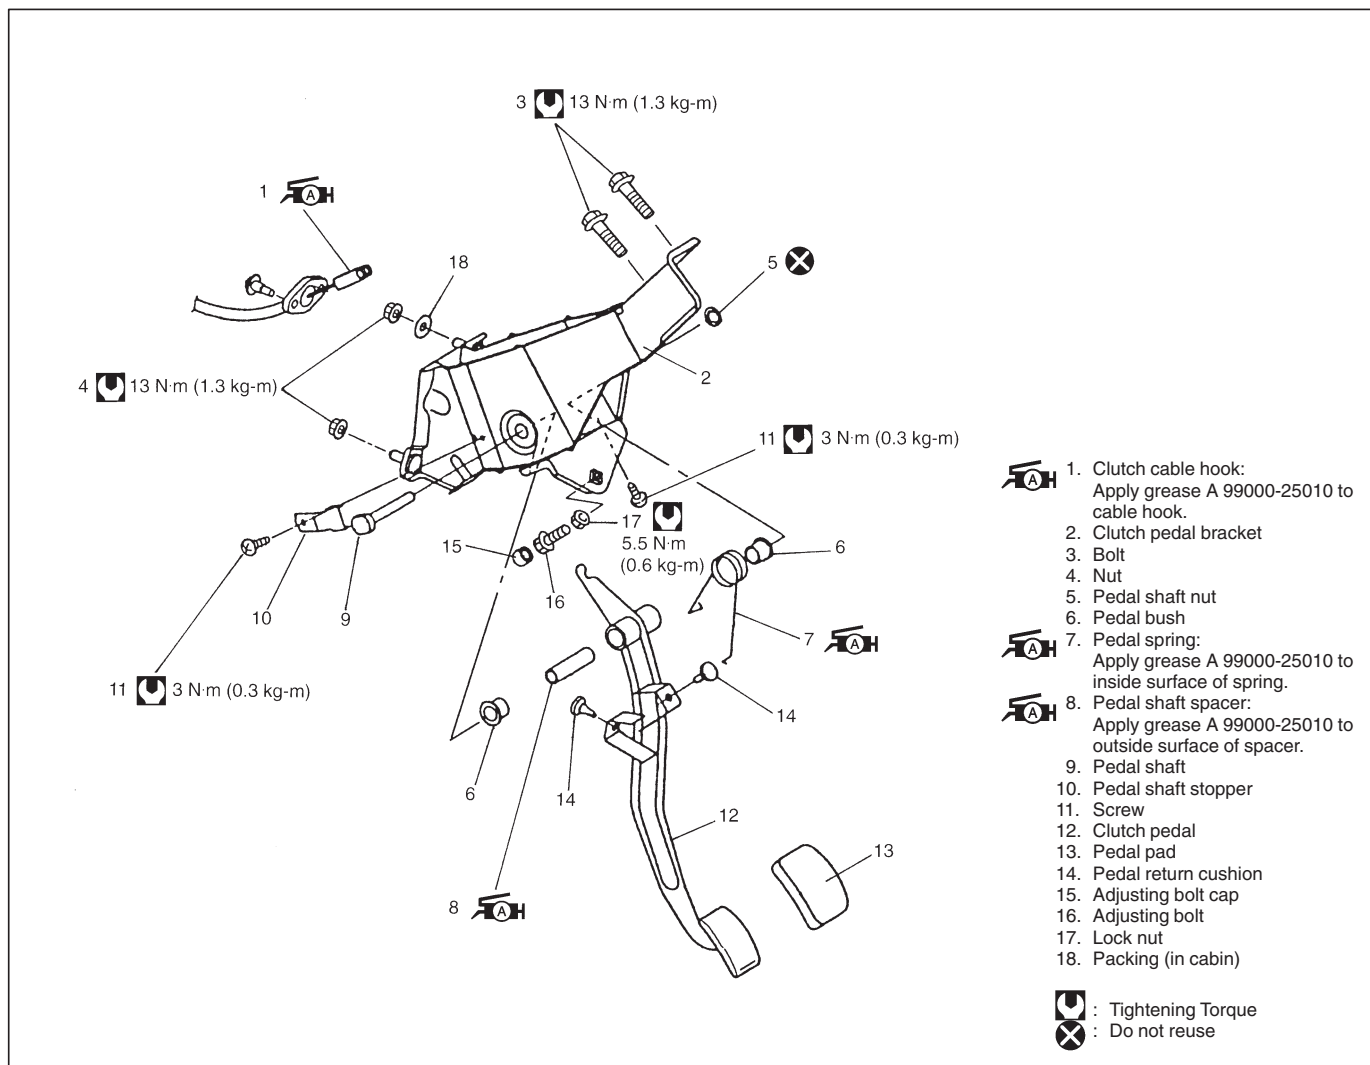 3 13 N·m (1.3 kg-m)
1 A
18
5
4 13 N·m (1.3 kg-m)
2
11 3 N·m (0.3 kg-m)
17
5.5 N·m
(0.6 kg-m)
15
16
6
10
9
7 A
11 3 N·m (0.3 kg-m)
14
6
14
12
13
8 A
A 1. Clutch cable hook:
Apply grease A 99000-25010 to
cable hook.
2. Clutch pedal bracket
3. Bolt
4. Nut
5. Pedal shaft nut
6. Pedal bush
A 7. Pedal spring:
Apply grease A 99000-25010 to
inside surface of spring.
A 8. Pedal shaft spacer:
Apply grease A 99000-25010 to
outside surface of spacer.
9. Pedal shaft
10. Pedal shaft stopper
11. Screw
12. Clutch pedal
13. Pedal pad
14. Pedal return cushion
15. Adjusting bolt cap
16. Adjusting bolt
17. Lock nut
18. Packing (in cabin)
: Tightening Torque
: Do not reuse